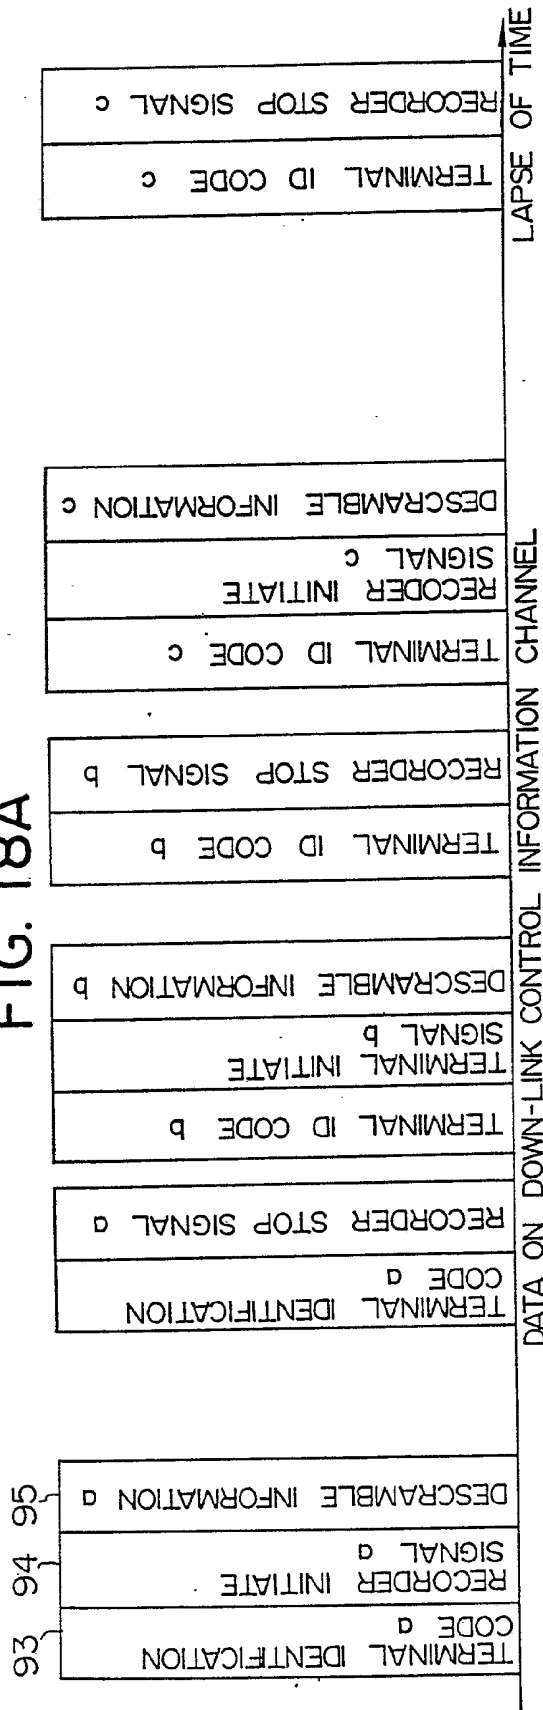 FIG. 18A
93
94
95
TERMINAL IDENTIFICATION
CODE a
RECORDER INITIATE
SIGNAL a
DESCRAMBLE INFORMATION a
TERMINAL IDENTIFICATION
CODE a
RECORDER STOP SIGNAL a
TERMINAL ID CODE b
TERMINAL INITIATE
SIGNAL b
DESCRAMBLE INFORMATION b
TERMINAL ID CODE b
RECORDER STOP SIGNAL b
TERMINAL ID CODE c
RECODER INITIATE
SIGNAL c
DESCRAMBLE INFORMATION c
TERMINAL ID CODE c
RECORDER STOP SIGNAL c
DATA ON DOWN-LINK CONTROL INFORMATION CHANNEL
LAPSE OF TIME